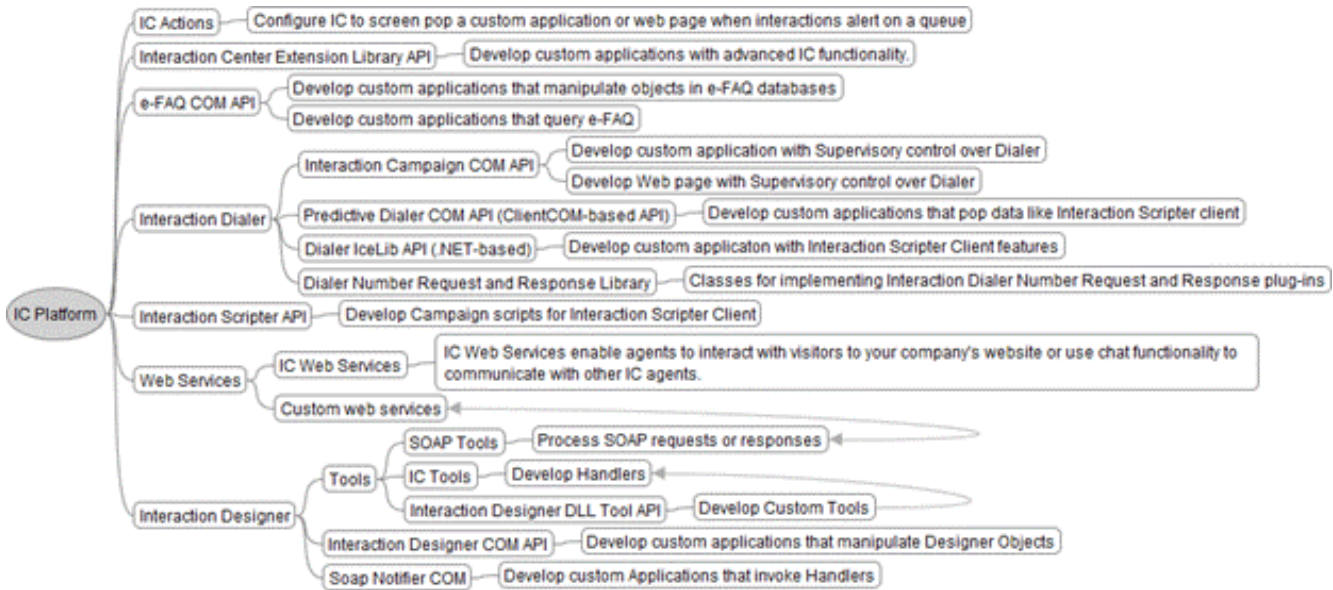 IC Actions
Configure IC to screen pop a custom application or web page when interactions alert on a queue
Interaction Center Extension Library API
Develop custom applications with advanced IC functionality.
e-FAQ COM API
Develop custom applications that manipulate objects in e-FAQ databases
Develop custom applications that query e-FAQ
Interaction Dialer
Interaction Campaign COM API
Develop custom application with Supervisory control over Dialer
Develop Web page with Supervisory control over Dialer
Predictive Dialer COM API (ClientCOM-based API)
Develop custom applications that pop data like Interaction Scripter client
Dialer IceLib API (.NET-based)
Develop custom applicaton with Interaction Scripter Client features
Dialer Number Request and Response Library
Classes for implementing Interaction Dialer Number Request and Response plug-ins
IC Platform
Interaction Scripter API
Develop Campaign scripts for Interaction Scripter Client
Web Services
IC Web Services
IC Web Services enable agents to interact with visitors to your company's website or use chat functionality to
communicate with other IC agents.
Custom web services
Interaction Designer
Tools
SOAP Tools
Process SOAP requests or responses
IC Tools
Develop Handlers
Interaction Designer DLL Tool API
Develop Custom Tools
Interaction Designer COM API
Develop custom applications that manipulate Designer Objects
Soap Notifier COM
Develop custom Applications that invoke Handlers